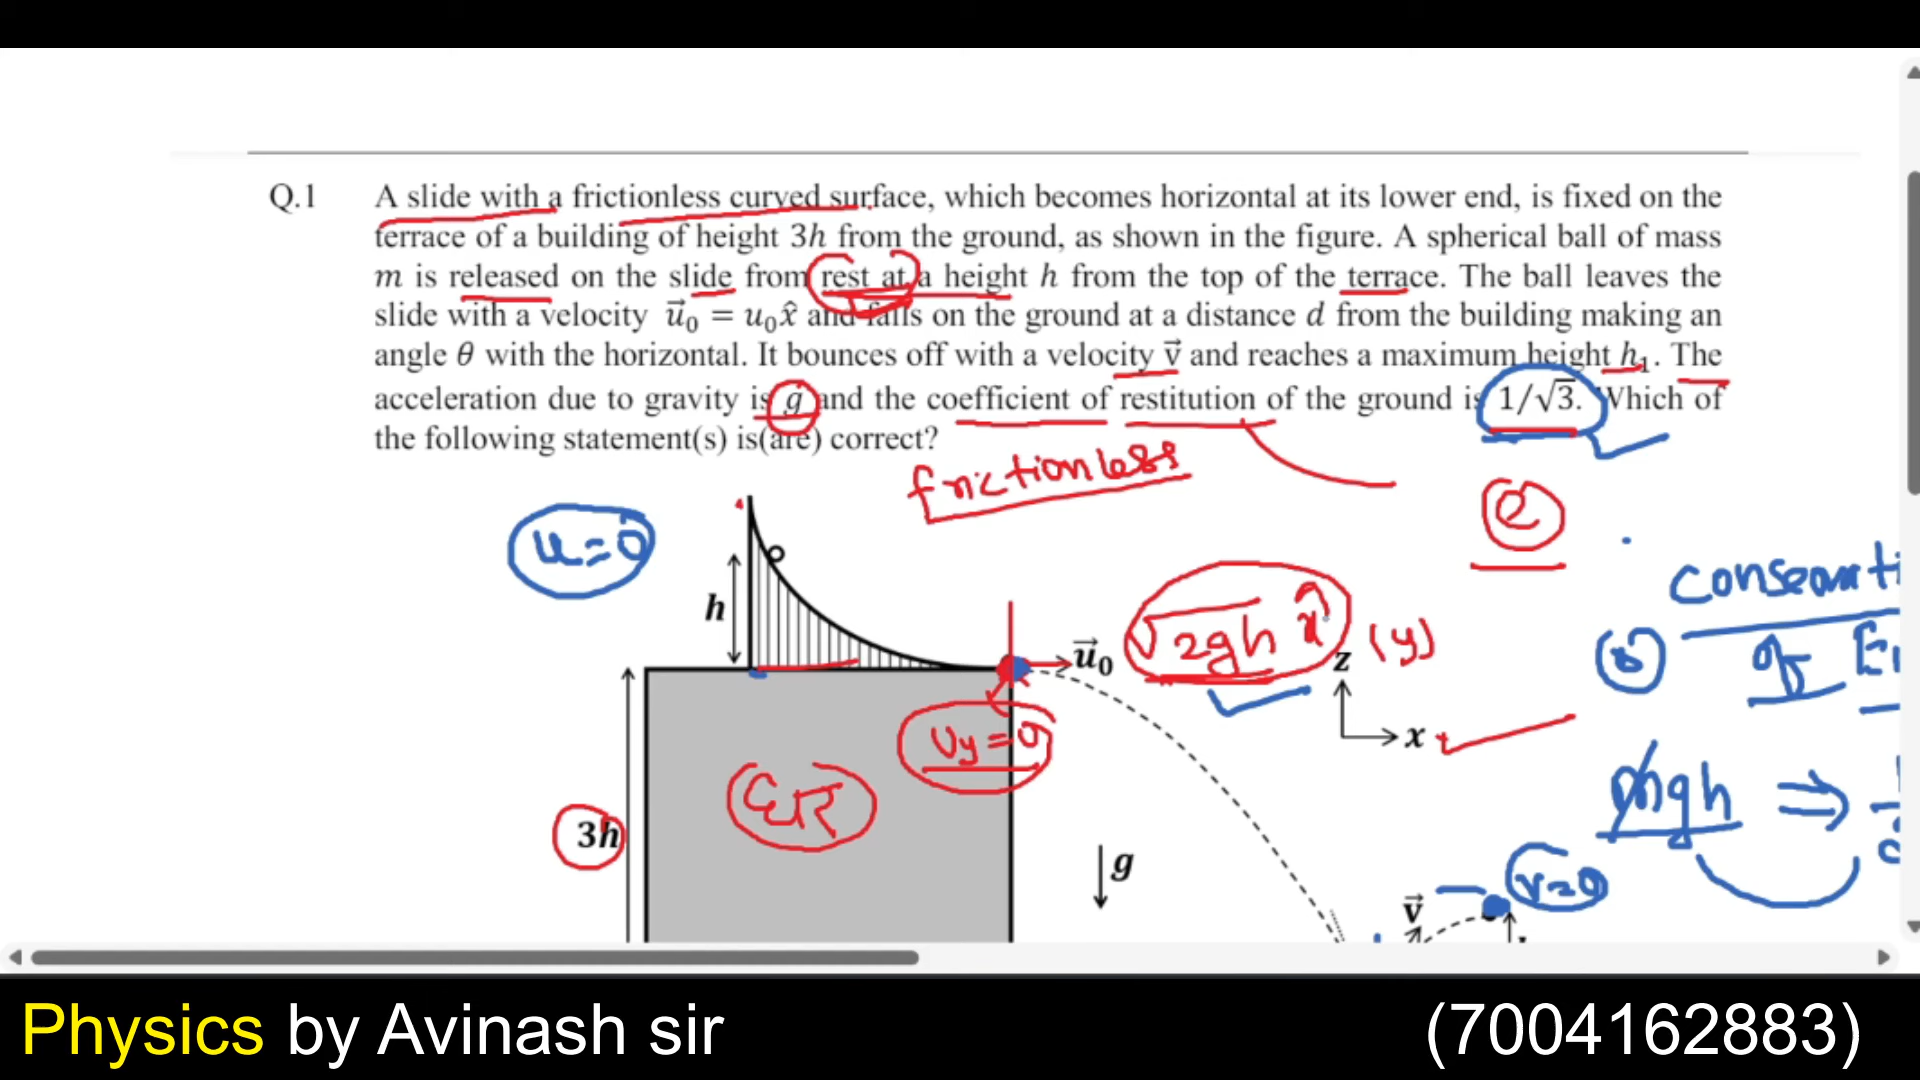 Q.1 A slide with a frictionless curved surface, which becomes horizontal at its lower end, is fixed on the
terrace of a building of height 3h from the ground, as shown in the figure. A spherical ball of mass
m is released on the slide from rest at a height h from the top of the terrace. The ball leaves the
slide with a velocity u⃗₀ = u₀x̂ and falls on the ground at a distance d from the building making an
angle θ with the horizontal. It bounces off with a velocity v⃗ and reaches a maximum height h₁. The
acceleration due to gravity is g and the coefficient of restitution of the ground is 1/√3. Which of
the following statement(s) is(are) correct?
frictionless
e
u=0
h
u⃗₀
√2gh x̂
(y)
z
x
Uy=0
3h
g
v⃗
v=0
mgh ⇒
Physics by Avinash sir
(7004162883)